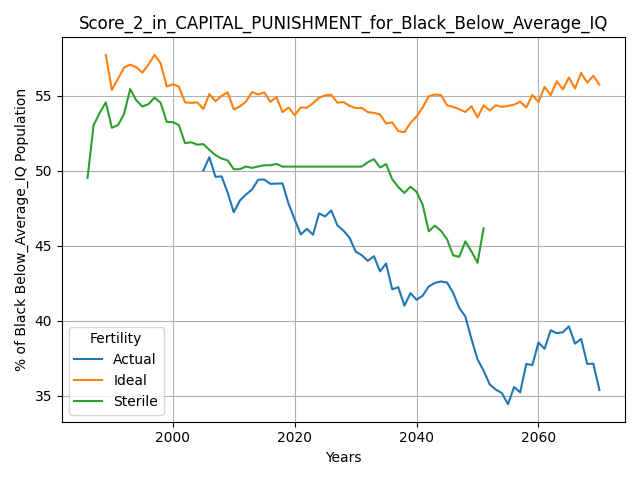 Score_2_in_CAPITAL_PUNISHMENT_for_Black_Below_Average_IQ
% of Black Below_Average_IQ Population
55
50
45
40
35
Fertility
Actual
Ideal
Sterile
2000 2020 2040 2060
Years